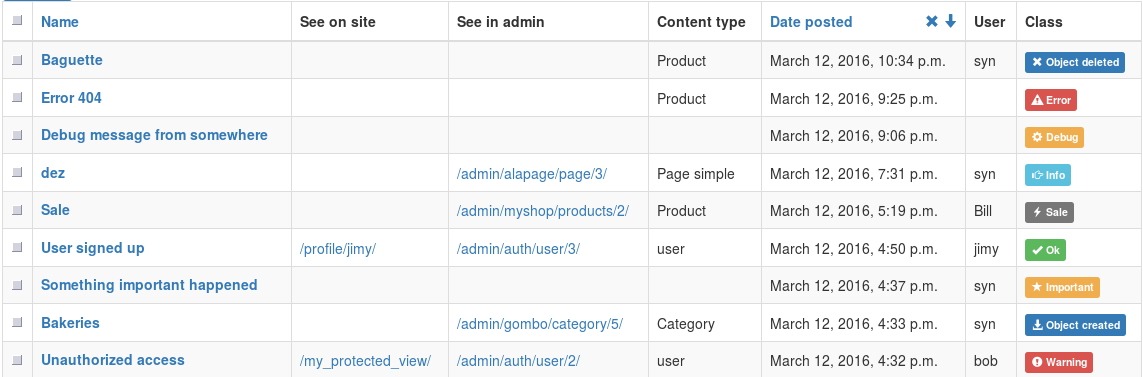 Name See on site See in admin Content type Date posted User Class
Baguette Product March 12, 2016, 10:34 p.m. syn Object deleted
Error 404 Product March 12, 2016, 9:25 p.m. Error
Debug message from somewhere March 12, 2016, 9:06 p.m. Debug
dez /admin/alapage/page/3/ Page simple March 12, 2016, 7:31 p.m. syn Info
Sale /admin/myshop/products/2/ Product March 12, 2016, 5:19 p.m. Bill Sale
User signed up /profile/jimy/ /admin/auth/user/3/ user March 12, 2016, 4:50 p.m. jimy Ok
Something important happened March 12, 2016, 4:37 p.m. syn Important
Bakeries /admin/gombo/category/5/ Category March 12, 2016, 4:33 p.m. syn Object created
Unauthorized access /my_protected_view/ /admin/auth/user/2/ user March 12, 2016, 4:32 p.m. bob Warning